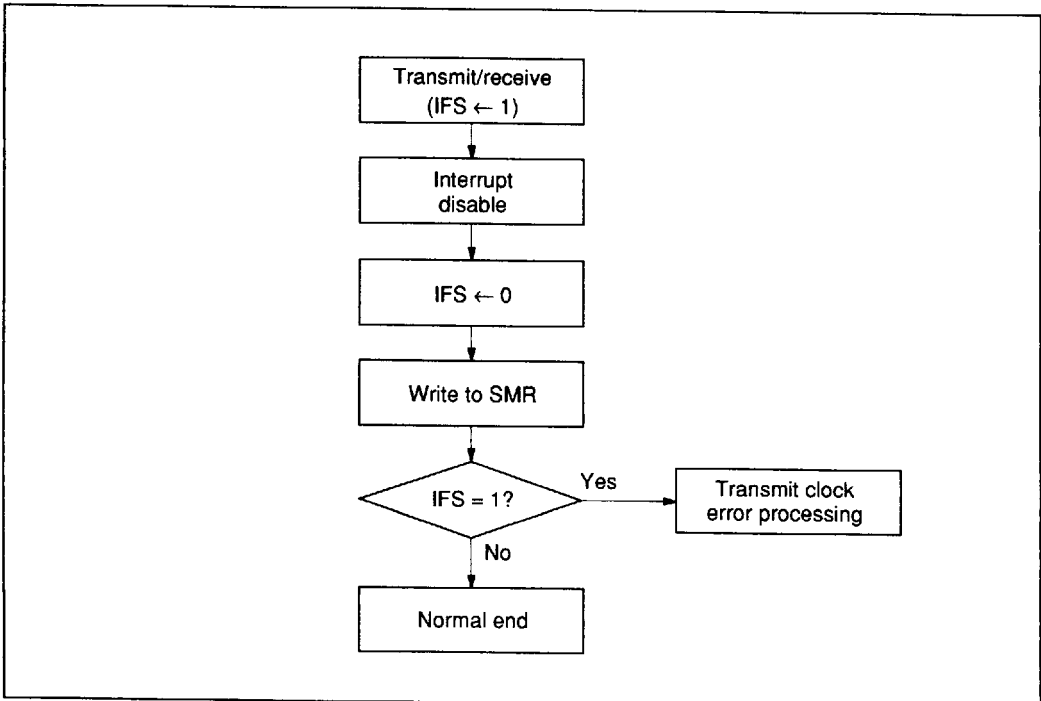 Transmit/receive
(IFS ← 1)
Interrupt
disable
IFS ← 0
Write to SMR
IFS = 1?
Yes
Transmit clock
error processing
No
Normal end